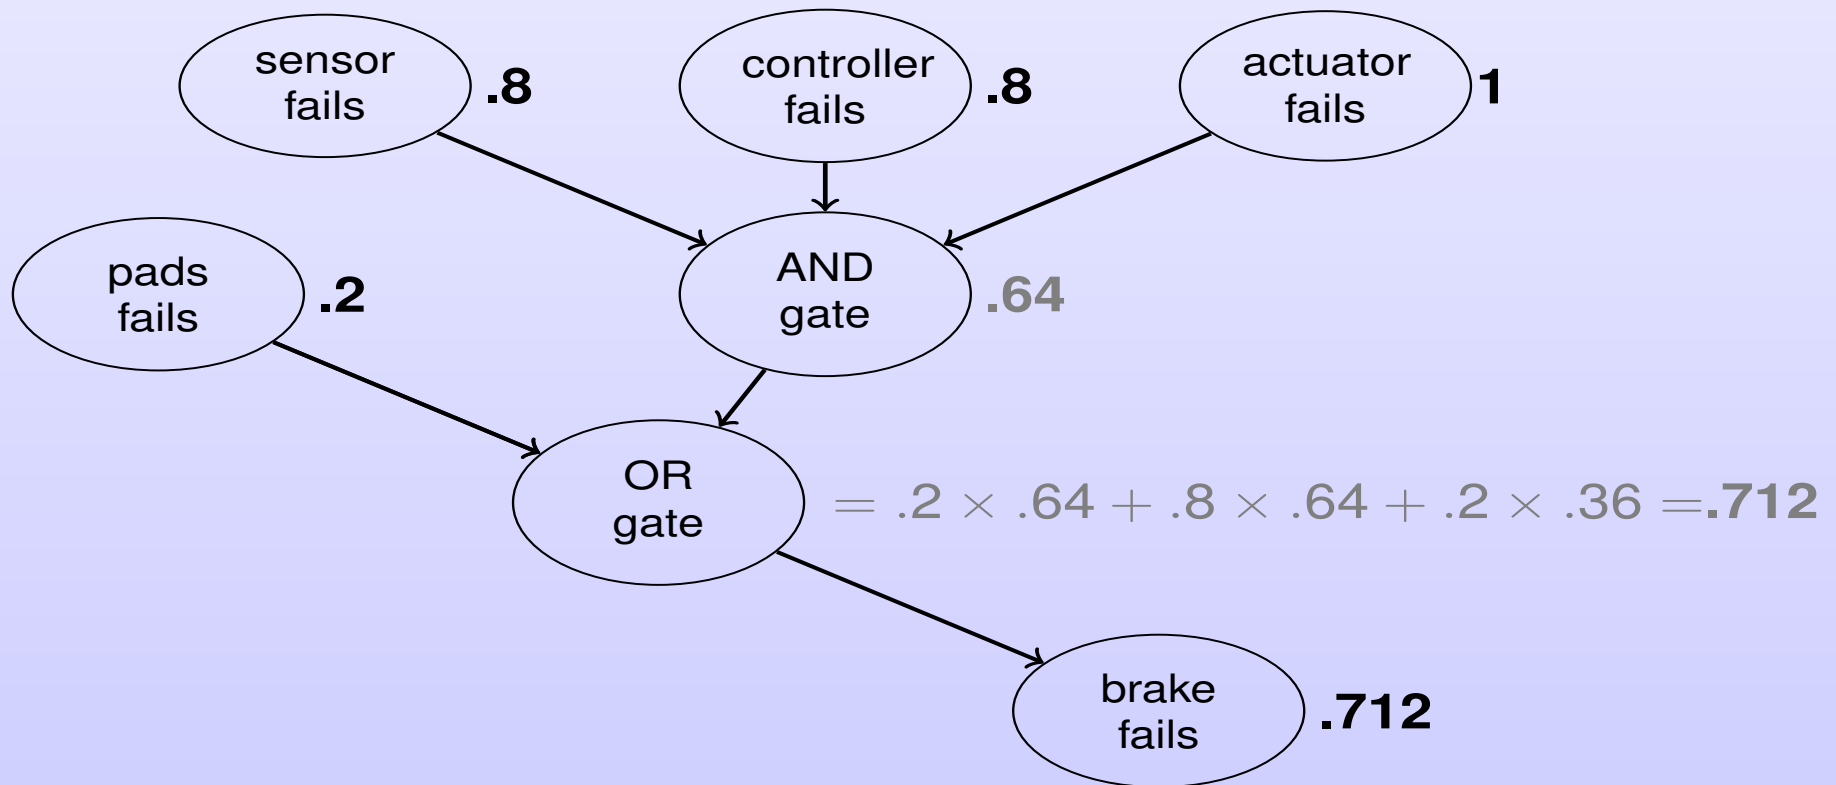 sensor
fails
.8
controller
fails
.8
actuator
fails
1
pads
fails
.2
AND
gate
.64
OR
gate
= .2 × .64 + .8 × .64 + .2 × .36 =.712
brake
fails
.712